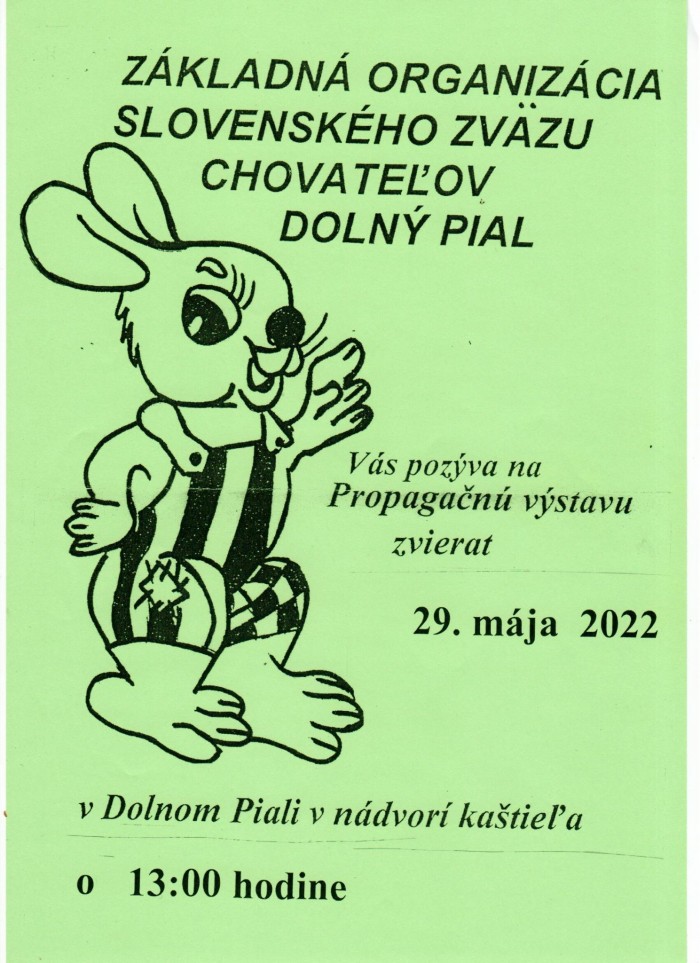 ZÁKLADNÁ ORGANIZÁCIA
SLOVENSKÉHO ZVÄZU
CHOVATEĽOV
DOLNÝ PIAL
Vás pozýva na
Propagačnú výstavu
zvierat
29. mája 2022
v Dolnom Piali v nádvorí kaštieľa
o 13:00 hodine